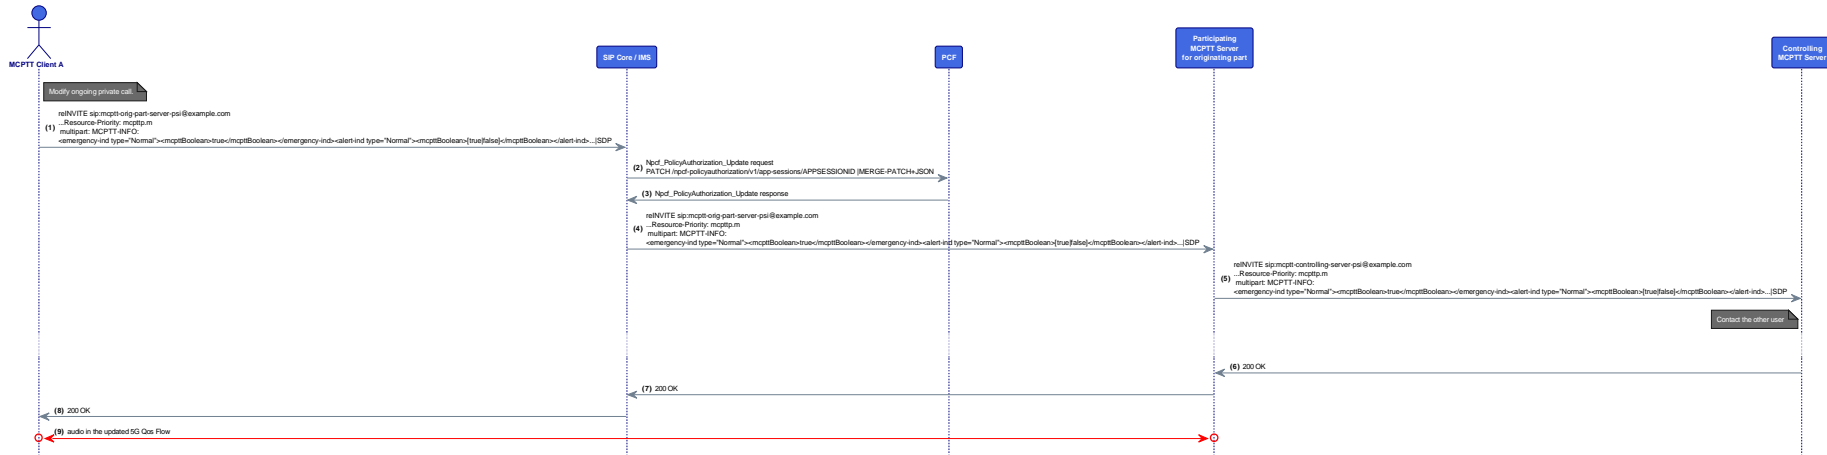 MCPTT Client A
SIP Core / IMS
PCF
Participating
MCPTT Server
for originating part
Controlling
MCPTT Server
Modify ongoing private call.
(1) reINVITE sip:mcptt-orig-part-server-psi@example.com
...Resource-Priority: mcpttp.m
multipart: MCPTT-INFO:
<emergency-ind type="Normal"><mcpttBoolean>true</mcpttBoolean></emergency-ind><alert-ind type="Normal"><mcpttBoolean>[true|false]</mcpttBoolean></alert-ind>...|SDP
(2) Npcf_PolicyAuthorization_Update request
PATCH /npcf-policyauthorization/v1/app-sessions/APPSESSIONID |MERGE-PATCH+JSON
(3) Npcf_PolicyAuthorization_Update response
(4) reINVITE sip:mcptt-orig-part-server-psi@example.com
...Resource-Priority: mcpttp.m
multipart: MCPTT-INFO:
<emergency-ind type="Normal"><mcpttBoolean>true</mcpttBoolean></emergency-ind><alert-ind type="Normal"><mcpttBoolean>[true|false]</mcpttBoolean></alert-ind>...|SDP
(5) reINVITE sip:mcptt-controlling-server-psi@example.com
...Resource-Priority: mcpttp.m
multipart: MCPTT-INFO:
<emergency-ind type="Normal"><mcpttBoolean>true</mcpttBoolean></emergency-ind><alert-ind type="Normal"><mcpttBoolean>[true|false]</mcpttBoolean></alert-ind>...|SDP
Contact the other user
(6) 200 OK
(7) 200 OK
(8) 200 OK
(9) audio in the updated 5G Qos Flow